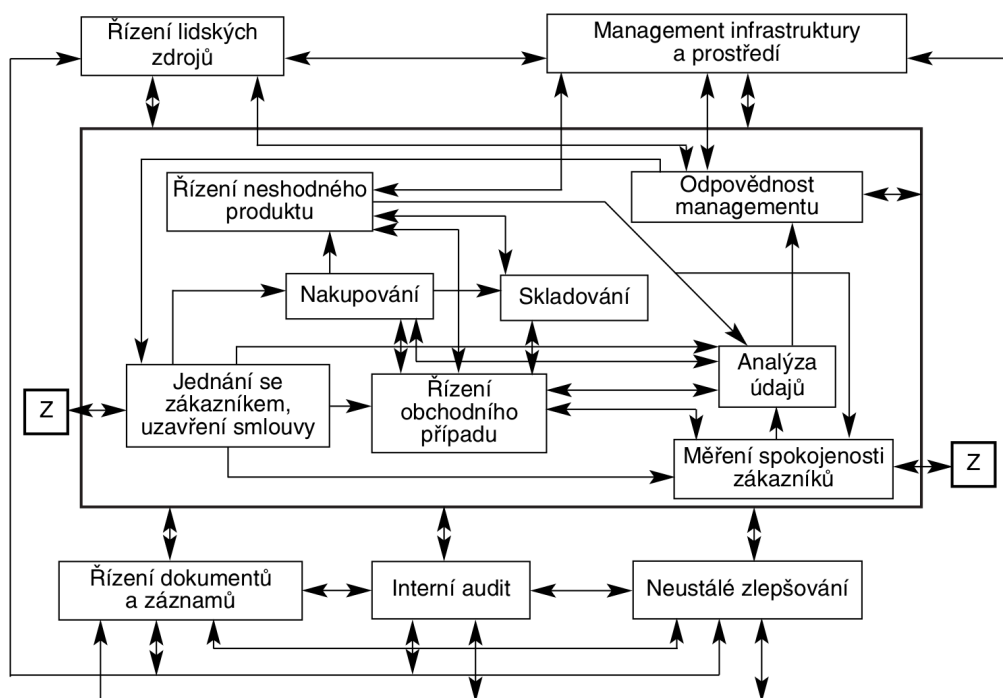 Řízení lidských
zdrojů
Management infrastruktury
a prostředí
Řízení neshodného
produktu
Odpovědnost
managementu
Nakupování
Skladování
Jednání se
zákazníkem,
uzavření smlouvy
Řízení
obchodního
případu
Analýza
údajů
Z
Měření spokojenosti
zákazníků
Z
Řízení dokumentů
a záznamů
Interní audit
Neustálé zlepšování